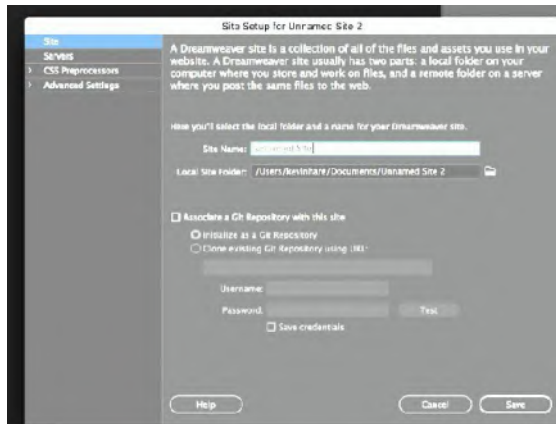 Site Setup for Unnamed Site 2
Site
Servers
CSS Preprocessors
Advanced Settings
A Dreamweaver site is a collection of all of the files and assets you use in your
website. A Dreamweaver site usually has two parts: a local folder on your
computer where you store and work on files, and a remote folder on a server
where you post the same files to the web.
Here you'll select the local folder and a name for your Dreamweaver site.
Site Name:
Local Site Folder: /Users/kevinhare/Documents/Unnamed Site 2
Associate a Git Repository with this site
Initialize as a Git Repository
Clone existing Git Repository using URL:
Username:
Password:
Test
Save credentials
Help
Cancel
Save